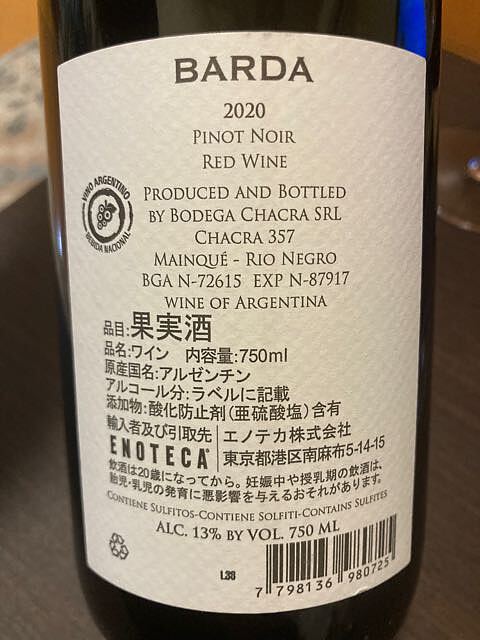 BARDA
2020
PINOT NOIR
RED WINE
VINO ARGENTINO
BEBIDA NACIONAL
PRODUCED AND BOTTLED
BY BODEGA CHACRA SRL
CHACRA 357
MAINQUÉ - RIO NEGRO
BGA N-72615 EXP N-87917
WINE OF ARGENTINA
品目:果実酒
品名:ワイン 内容量:750ml
原産国名:アルゼンチン
アルコール分:ラベルに記載
添加物:酸化防止剤(亜硫酸塩)含有
輸入者及び引取先
ENOTECA
エノテカ株式会社
東京都港区南麻布5-14-15
飲酒は20歳になってから。妊娠中や授乳期の飲酒は、
胎児・乳児の発育に悪影響を与えるおそれがあります。
CONTIENE SULFITOS-CONTIENE SOLFITI-CONTAINS SULFITES
ALC. 13% BY VOL. 750 ML
L38
7 798136 980725